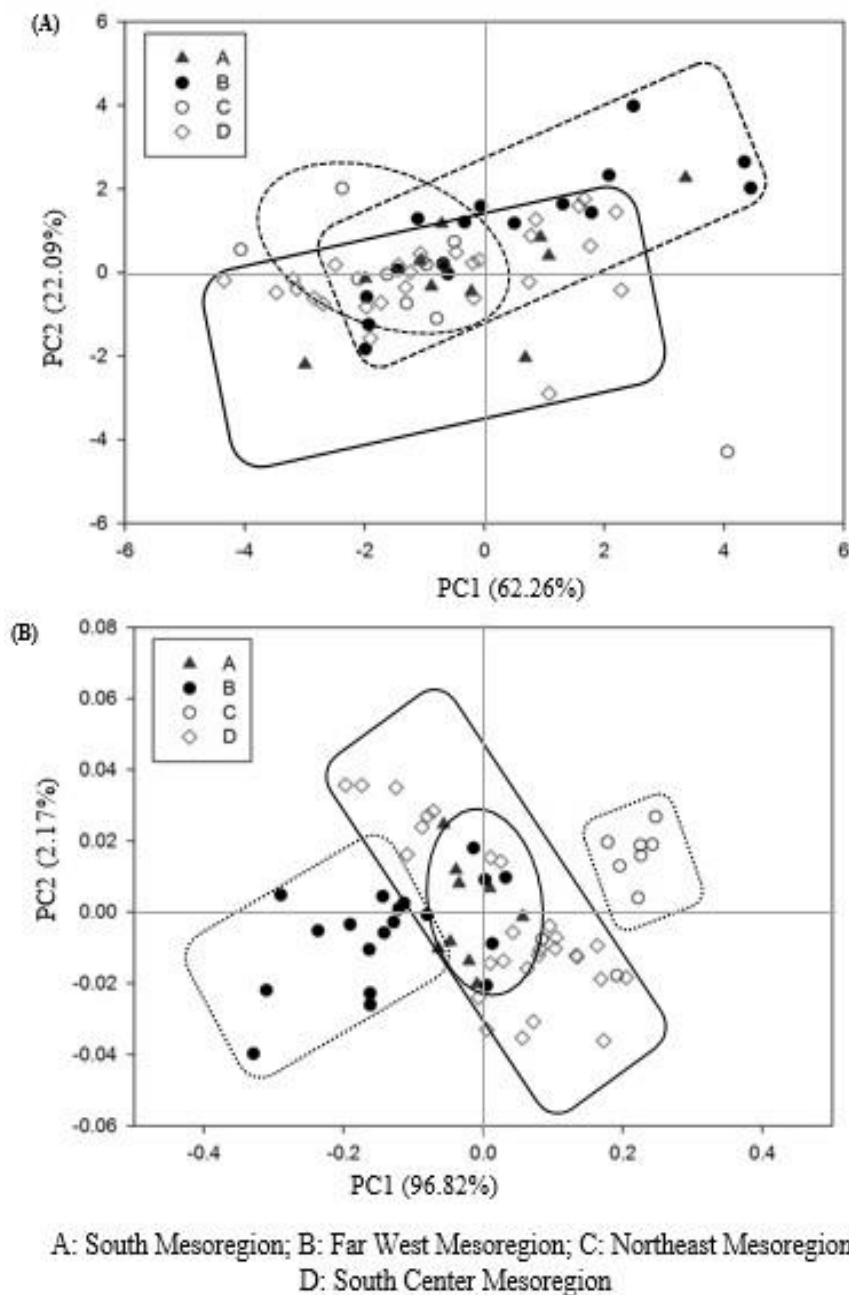 (A)
A
B
C
D
6
4
2
0
-2
-4
-6
PC2 (22.09%)
-6
-4
-2
0
2
4
6
PC1 (62.26%)
(B)
A
B
C
D
0.08
0.06
0.04
0.02
0.00
-0.02
-0.04
-0.06
PC2 (2.17%)
-0.4
-0.2
0.0
0.2
0.4
PC1 (96.82%)
A: South Mesoregion; B: Far West Mesoregion; C: Northeast Mesoregion
D: South Center Mesoregion